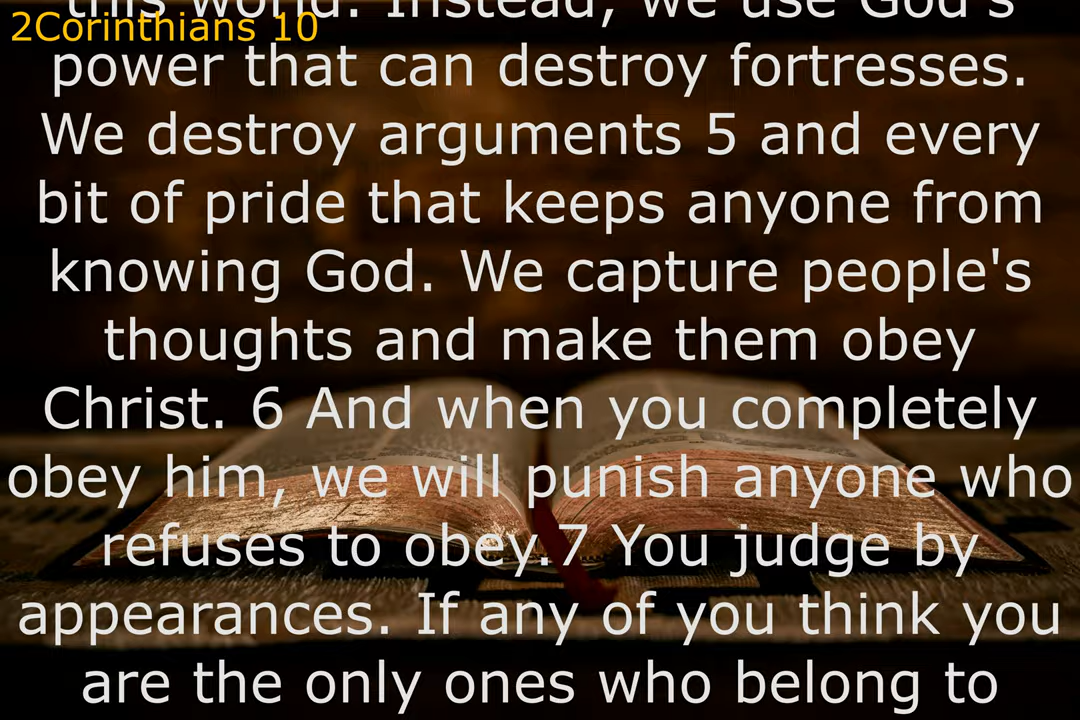 this world. Instead, we use God's
2Corinthians 10
power that can destroy fortresses.
We destroy arguments 5 and every
bit of pride that keeps anyone from
knowing God. We capture people's
thoughts and make them obey
Christ. 6 And when you completely
obey him, we will punish anyone who
refuses to obey.7 You judge by
appearances. If any of you think you
are the only ones who belong to